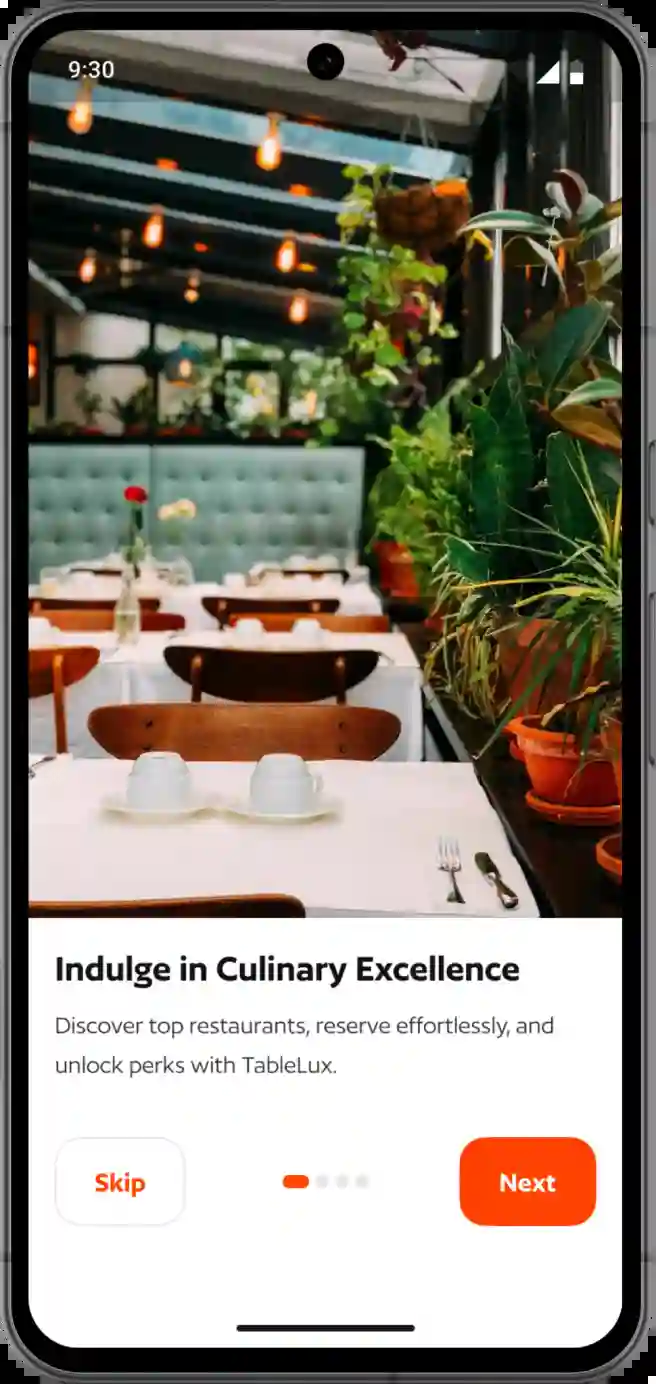 9:30
Indulge in Culinary Excellence
Discover top restaurants, reserve effortlessly, and
unlock perks with TableLux.
Skip
Next